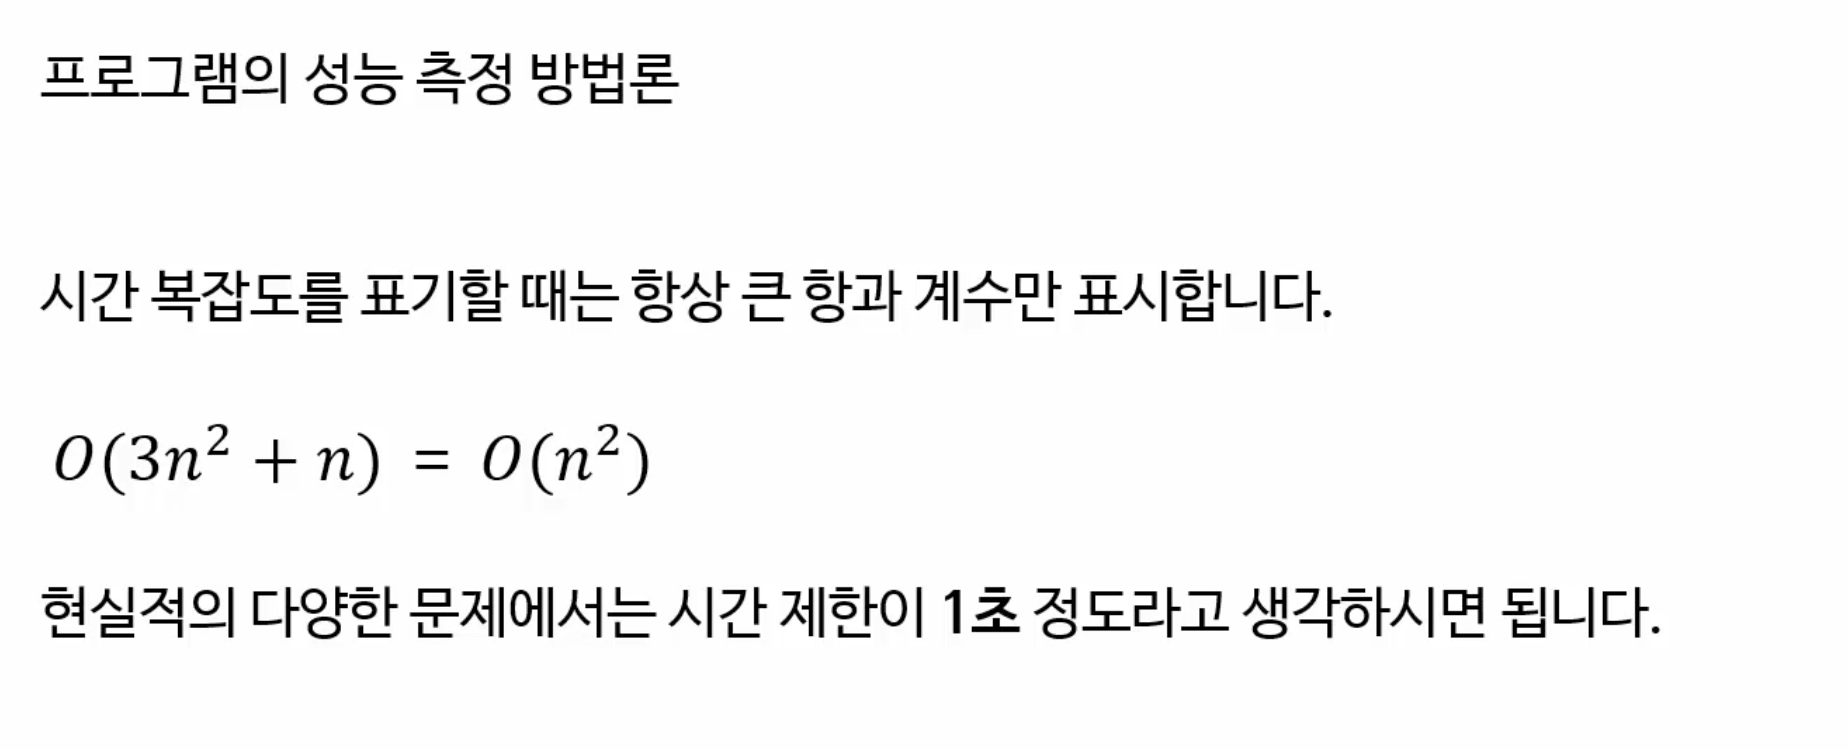 프로그램의 성능 측정 방법론
시간 복잡도를 표기할 때는 항상 큰 항과 계수만 표시합니다.
O(3n² + n) = O(n²)
현실적의 다양한 문제에서는 시간 제한이 1초 정도라고 생각하시면 됩니다.